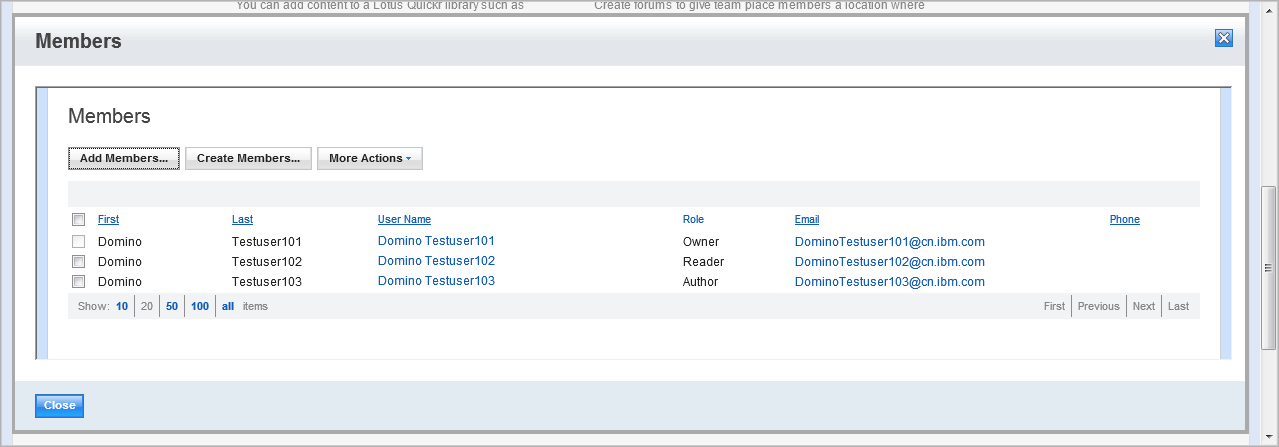 You can add content to a Lotus Quickr library such as Create forums to give team place members a location where
Members
Members
Add Members... Create Members... More Actions
First Last User Name Role Email Phone
Domino Testuser101 Domino Testuser101 Owner DominoTestuser101@cn.ibm.com
Domino Testuser102 Domino Testuser102 Reader DominoTestuser102@cn.ibm.com
Domino Testuser103 Domino Testuser103 Author DominoTestuser103@cn.ibm.com
Show: 10 20 50 100 all items First Previous Next Last
Close